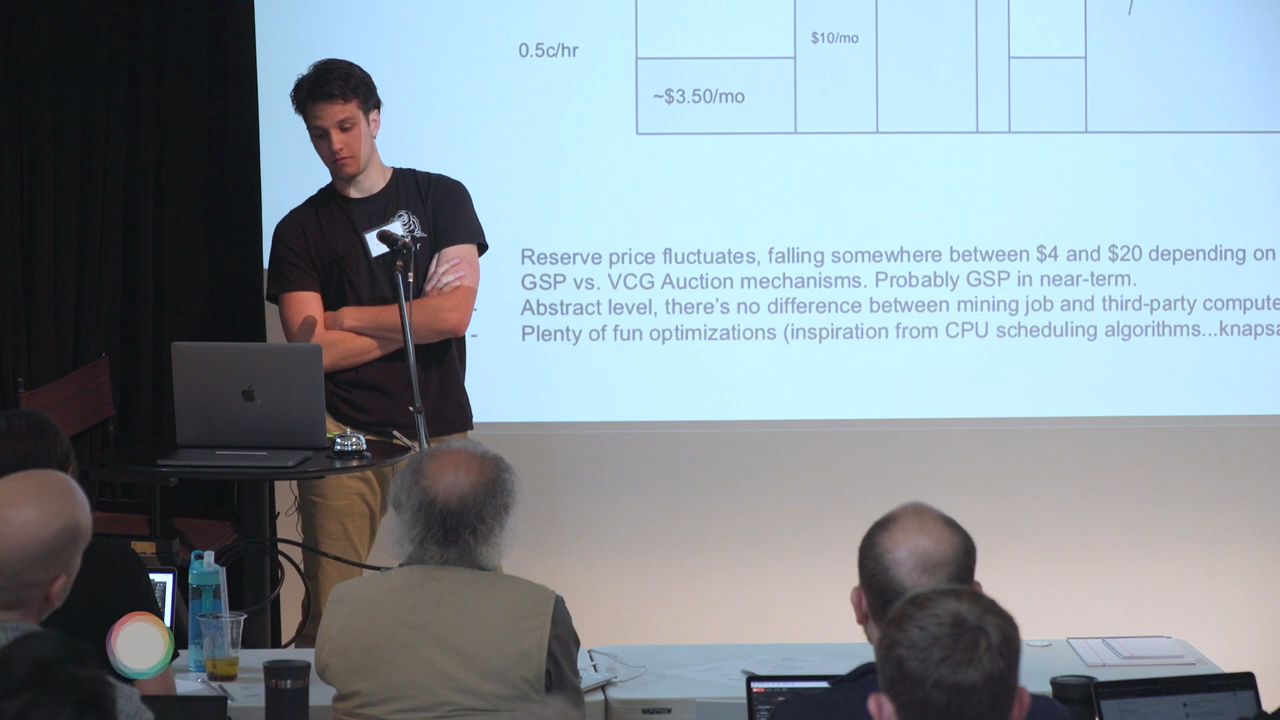 $10/mo
0.5c/hr
~$3.50/mo
Reserve price fluctuates, falling somewhere between $4 and $20 depending on
GSP vs. VCG Auction mechanisms. Probably GSP in near-term.
Abstract level, there's no difference between mining job and third-party compute
Plenty of fun optimizations (inspiration from CPU scheduling algorithms...knapsa